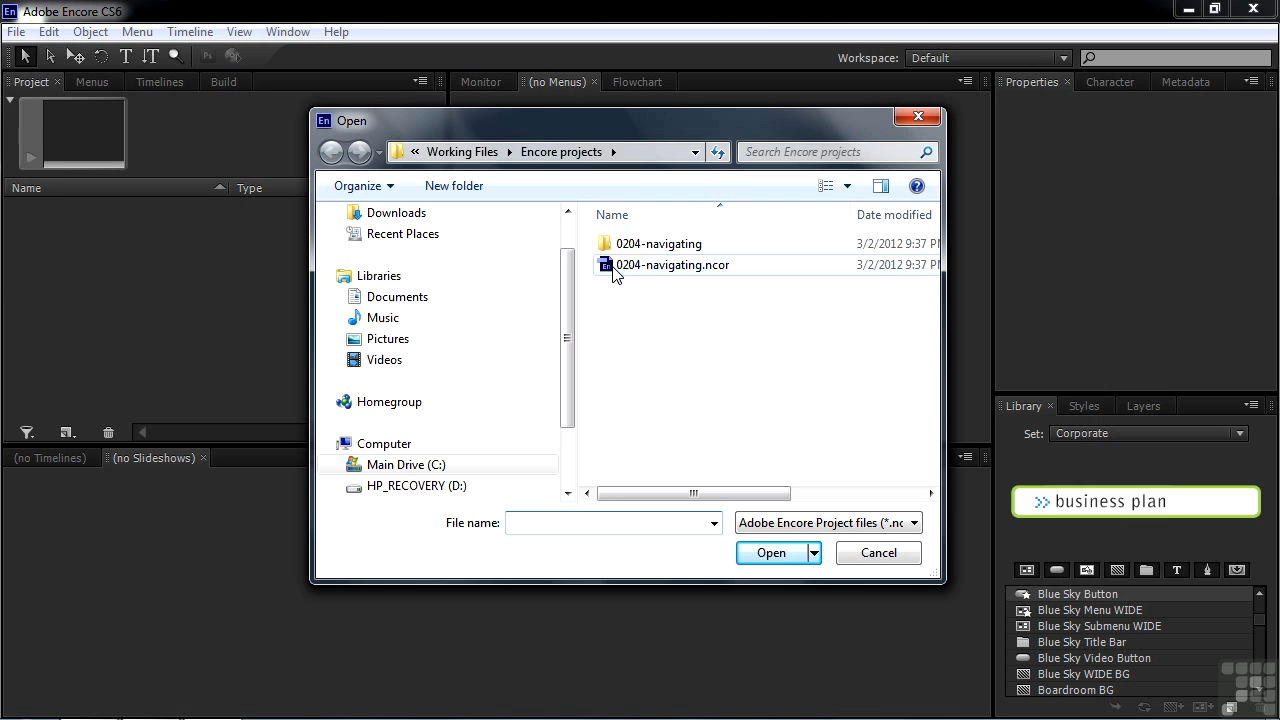 En Adobe Encore CS6
File Edit Object Menu Timeline View Window Help
Workspace: Default
Project Menus Timelines Build
Monitor (no Menus) Flowchart
Properties Character Metadata
Name Type
En Open
Working Files Encore projects
Search Encore projects
Organize New folder
Downloads
Recent Places
Libraries
Documents
Music
Pictures
Videos
Homegroup
Computer
Main Drive (C:)
HP_RECOVERY (D:)
Name Date modified
0204-navigating 3/2/2012 9:37 P
0204-navigating.ncor 3/2/2012 9:37 P
File name: Adobe Encore Project files (*.nc
Open Cancel
(no Timelines) (no Slideshows)
Library Styles Layers
Set: Corporate
>> business plan
Blue Sky Button
Blue Sky Menu WIDE
Blue Sky Submenu WIDE
Blue Sky Title Bar
Blue Sky Video Button
Blue Sky WIDE BG
Boardroom BG